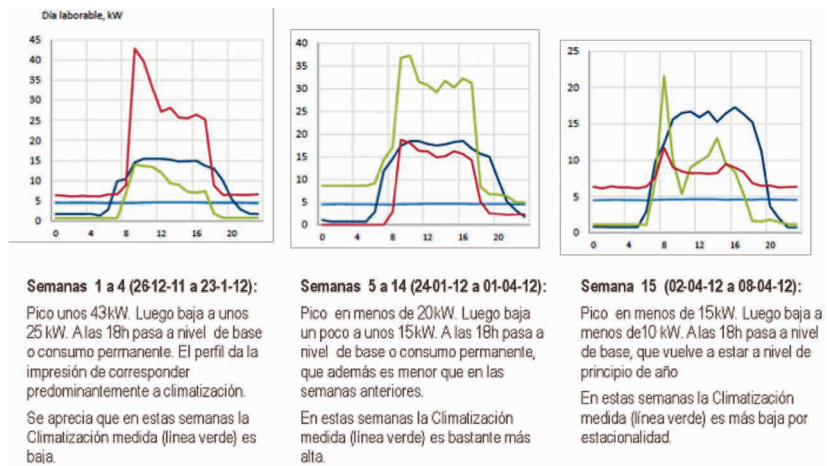 Día laborable, kW
45
40
35
30
25
20
15
10
5
0
0 4 8 12 16 20
40
35
30
25
20
15
10
5
0
0 4 8 12 16 20
25
20
15
10
5
0
0 4 8 12 16 20
Semanas 1 a 4 (26-12-11 a 23-1-12):
Pico unos 43kW. Luego baja a unos
25 kW. A las 18h pasa a nivel de base
o consumo permanente. El perfil da la
impresión de corresponder
predominantemente a climatización.
Se aprecia que en estas semanas la
Climatización medida (línea verde) es
baja.
Semanas 5 a 14 (24-01-12 a 01-04-12):
Pico en menos de 20kW. Luego baja
un poco a unos 15kW. A las 18h pasa a
nivel de base o consumo permanente,
que además es menor que en las
semanas anteriores.
En estas semanas la Climatización
medida (línea verde) es bastante más
alta.
Semana 15 (02-04-12 a 08-04-12):
Pico en menos de 15kW. Luego baja a
menos de10 kW. A las 18h pasa a nivel
de base, que vuelve a estar a nivel de
principio de año
En estas semanas la Climatización
medida (línea verde) es más baja por
estacionalidad.